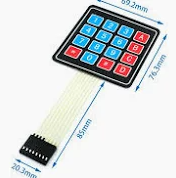 69.2mm
1 2 3 A
4 5 6 B
7 8 9 C
* 0 # D
76.3mm
85mm
20.3mm